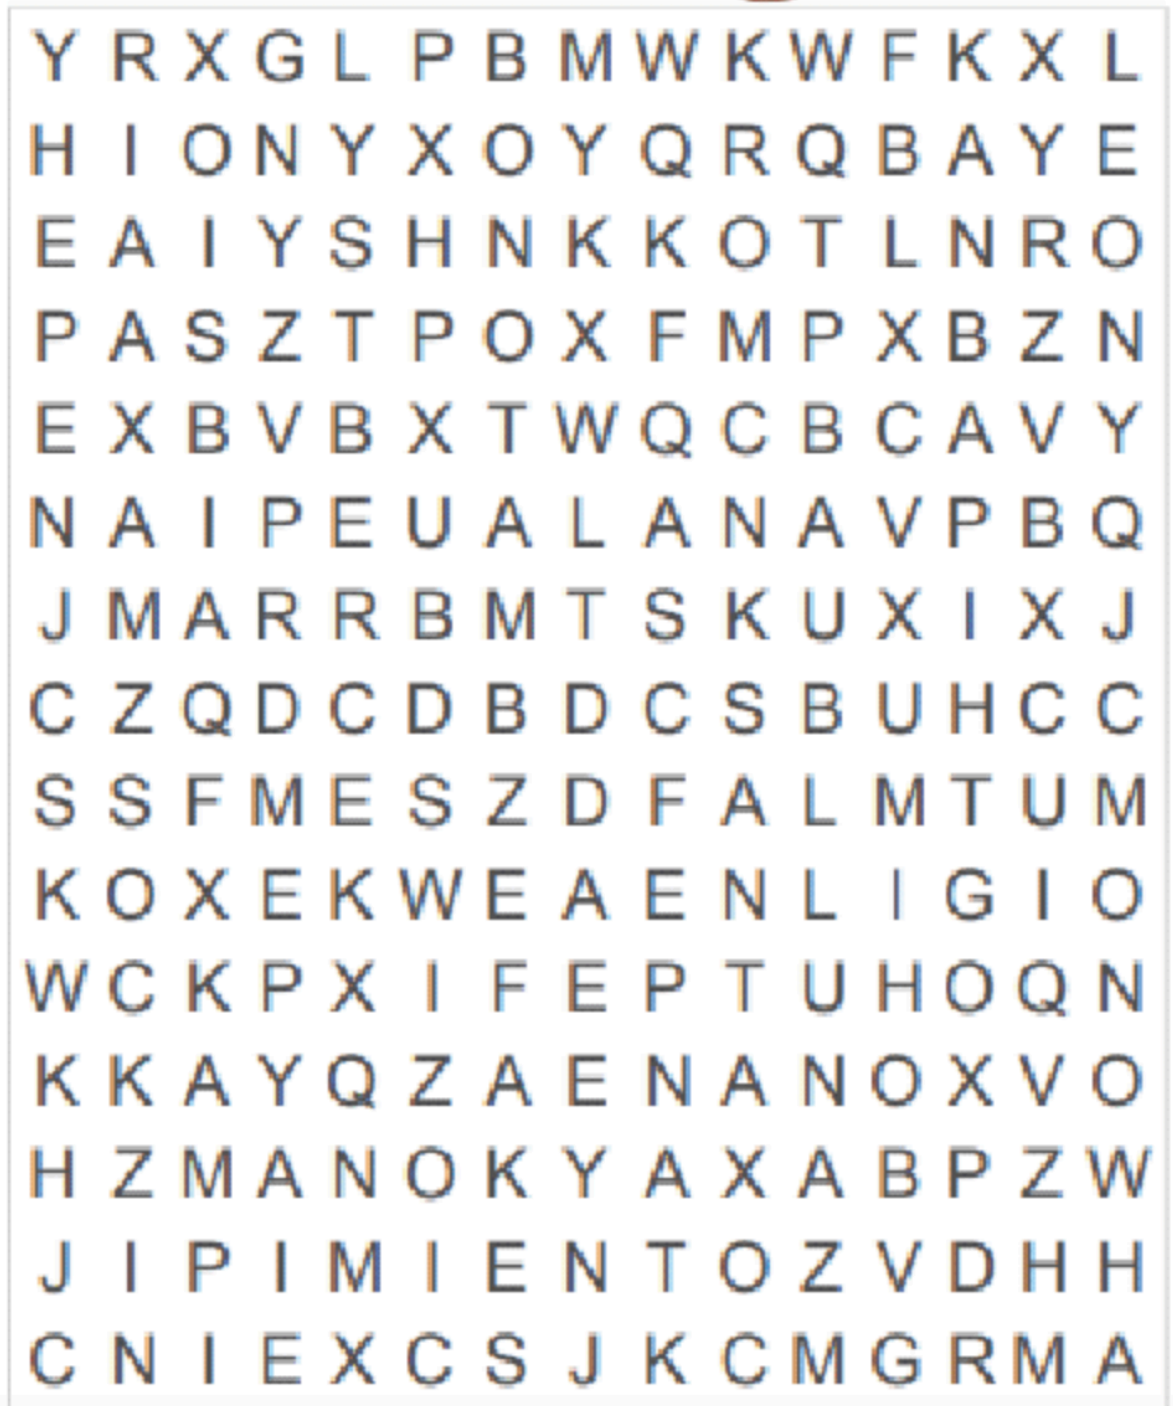 Y R X G L P B M W K W F K X L
H I O N Y X O Y Q R Q B A Y E
E A I Y S H N K K O T L N R O
P A S Z T P O X F M P X B Z N
E X B V B X T W Q C B C A V Y
N A I P E U A L A N A V P B Q
J M A R R B M T S K U X I X J
C Z Q D C D B D C S B U H C C
S S F M E S Z D F A L M T U M
K O X E K W E A E N L I G I O
W C K P X I F E P T U H O Q N
K K A Y Q Z A E N A N O X V O
H Z M A N O K Y A X A B P Z W
J I P I M I E N T O Z V D H H
C N I E X C S J K C M G R M A